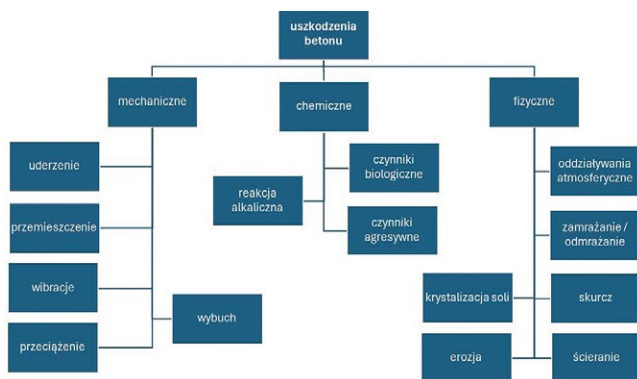 uszkodzenia
betonu
mechaniczne
chemiczne
fizyczne
uderzenie
przemieszczenie
wibracje
przeciążenie
wybuch
reakcja
alkaliczna
czynniki
biologiczne
czynniki
agresywne
oddziaływania
atmosferyczne
zamrażanie /
odmrażanie
krystalizacja soli
skurcz
erozja
ścieranie